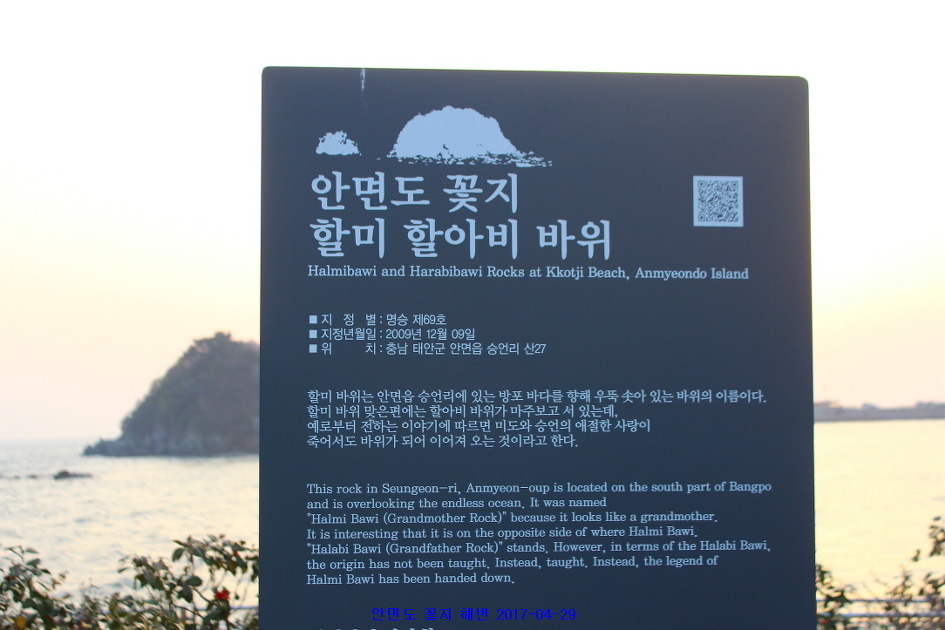 안면도 꽃지
할미 할아비 바위
Halmibawi and Harabibawi Rocks at Kkotji Beach, Anmyeondo Island
■ 지 정 별 : 명승 제69호
■ 지정년월일 : 2009년 12월 09일
■ 위 치 : 충남 태안군 안면읍 승언리 산27
할미 바위는 안면읍 승언리에 있는 방포 바다를 향해 우뚝 솟아 있는 바위의 이름이다.
할미 바위 맞은편에는 할아비 바위가 마주보고 서 있는데,
예로부터 전하는 이야기에 따르면 미도와 승언의 애절한 사랑이
죽어서도 바위가 되어 이어져 오는 것이라고 한다.
This rock in Seungeon-ri, Anmyeon-oup is located on the south part of Bangpo
and is overlooking the endless ocean. It was named
"Halmi Bawi (Grandmother Rock)" because it looks like a grandmother.
It is interesting that it is on the opposite side of where Halmi Bawi,
"Halabi Bawi (Grandfather Rock)" stands. However, in terms of the Halabi Bawi,
the origin has not been taught. Instead, taught. Instead, the legend of
Halmi Bawi has been handed down.
안면도 꽃지 해변 2017-04-29